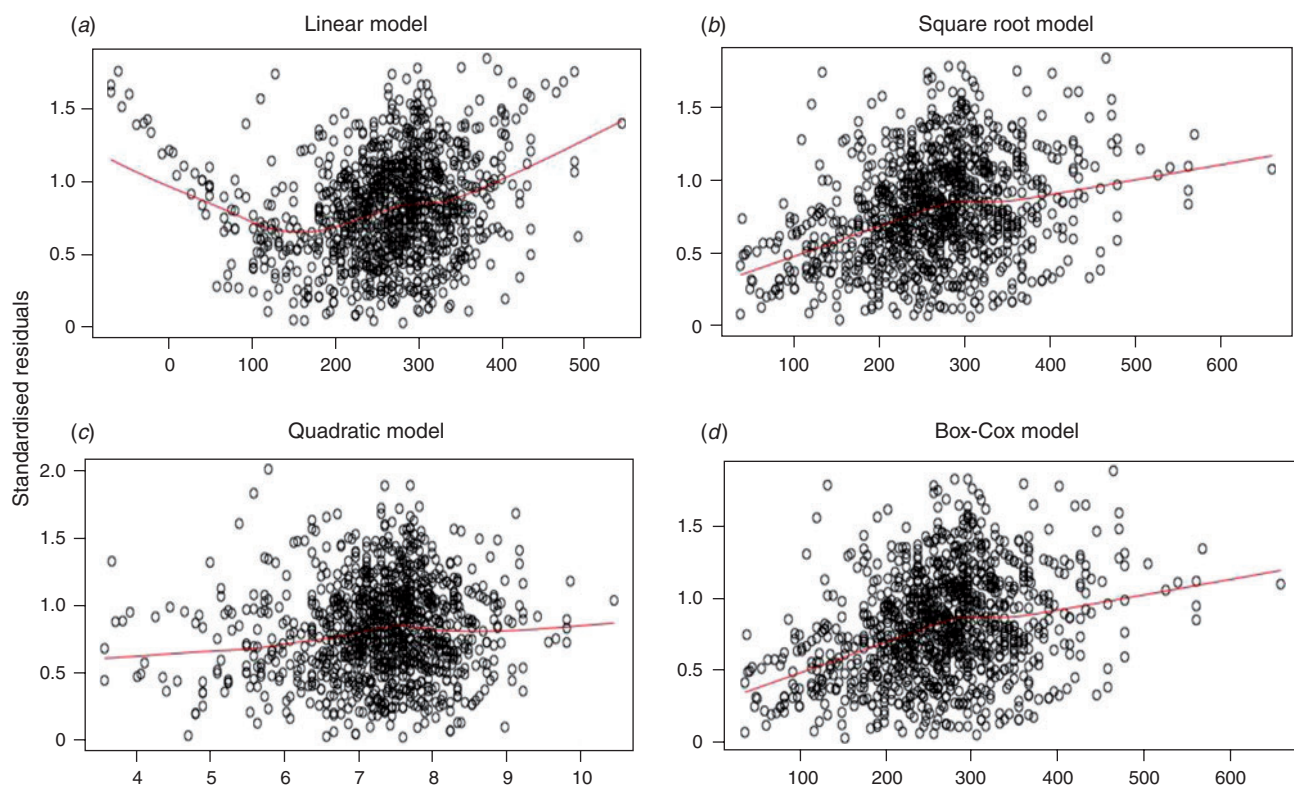 (a) Linear model
1.5
1.0
0.5
0
0 100 200 300 400 500
(b) Square root model
1.5
1.0
0.5
0
100 200 300 400 500 600
Standardised residuals
(c) Quadratic model
2.0
1.5
1.0
0.5
0
4 5 6 7 8 9 10
(d) Box-Cox model
1.5
1.0
0.5
0
100 200 300 400 500 600